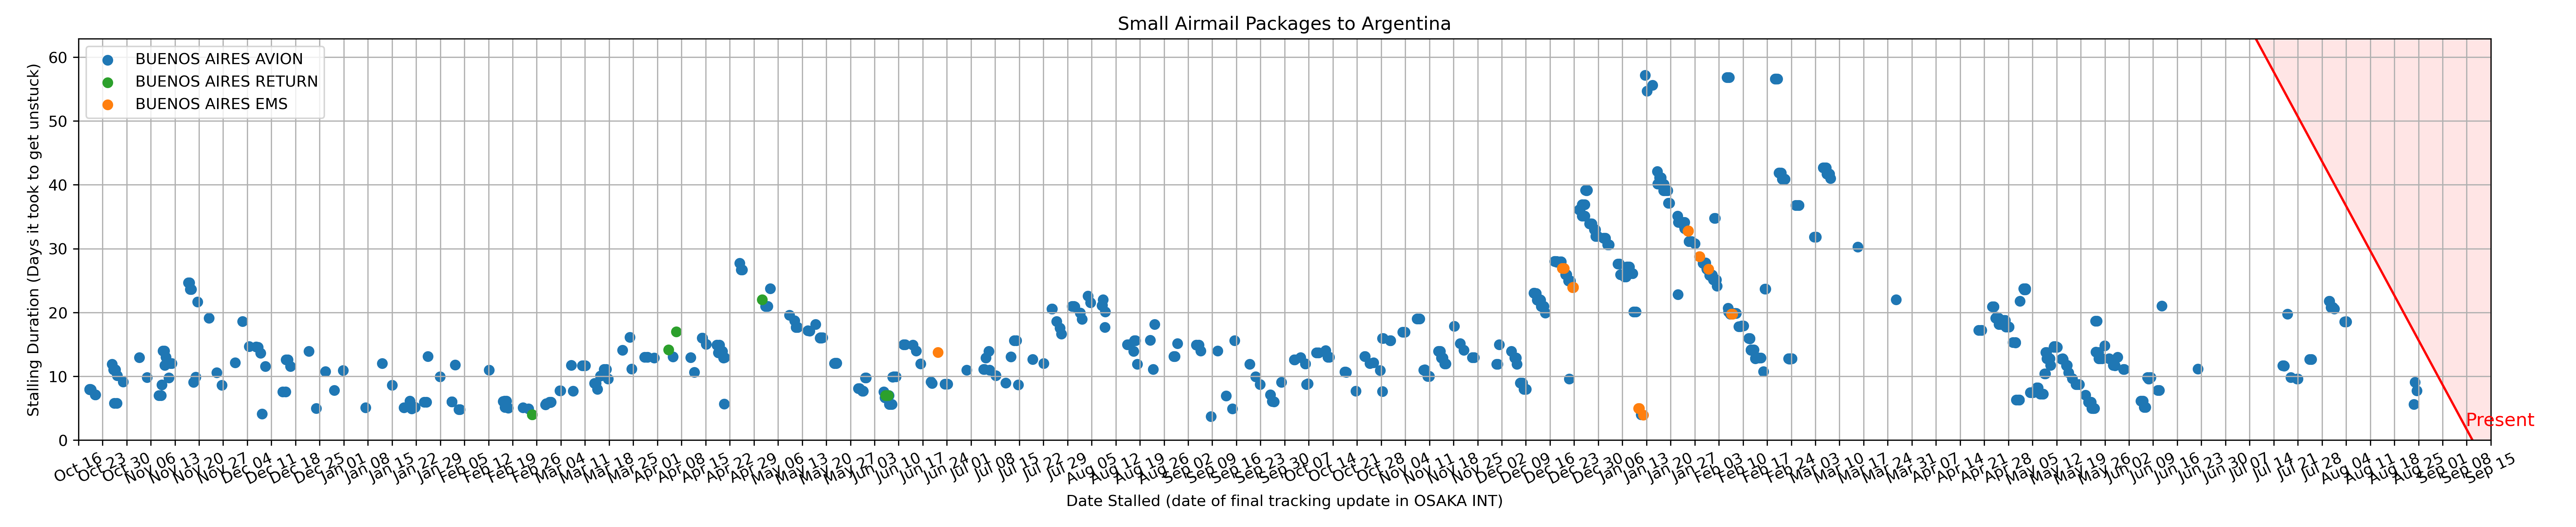 Small Airmail Packages to Argentina
BUENOS AIRES AVION
BUENOS AIRES RETURN
BUENOS AIRES EMS
Stalling Duration (Days it took to get unstuck)
60
50
40
30
20
10
0
Present
Oct 16
Oct 23
Oct 30
Nov 06
Nov 13
Nov 20
Nov 27
Dec 04
Dec 11
Dec 18
Dec 25
Jan 01
Jan 08
Jan 15
Jan 22
Jan 29
Feb 05
Feb 12
Feb 19
Feb 26
Mar 04
Mar 11
Mar 18
Mar 25
Apr 01
Apr 08
Apr 15
Apr 22
Apr 29
May 06
May 13
May 20
May 27
Jun 03
Jun 10
Jun 17
Jun 24
Jul 01
Jul 08
Jul 15
Jul 22
Jul 29
Aug 05
Aug 12
Aug 19
Aug 26
Sep 02
Sep 09
Sep 16
Sep 23
Sep 30
Oct 07
Oct 14
Oct 21
Oct 28
Nov 04
Nov 11
Nov 18
Nov 25
Dec 02
Dec 09
Dec 16
Dec 23
Dec 30
Jan 06
Jan 13
Jan 20
Jan 27
Feb 03
Feb 10
Feb 17
Feb 24
Mar 03
Mar 10
Mar 17
Mar 24
Mar 31
Apr 07
Apr 14
Apr 21
Apr 28
May 05
May 12
May 19
May 26
Jun 02
Jun 09
Jun 16
Jun 23
Jun 30
Jul 07
Jul 14
Jul 21
Jul 28
Aug 04
Aug 11
Aug 18
Aug 25
Sep 01
Sep 08
Sep 15
Date Stalled (date of final tracking update in OSAKA INT)